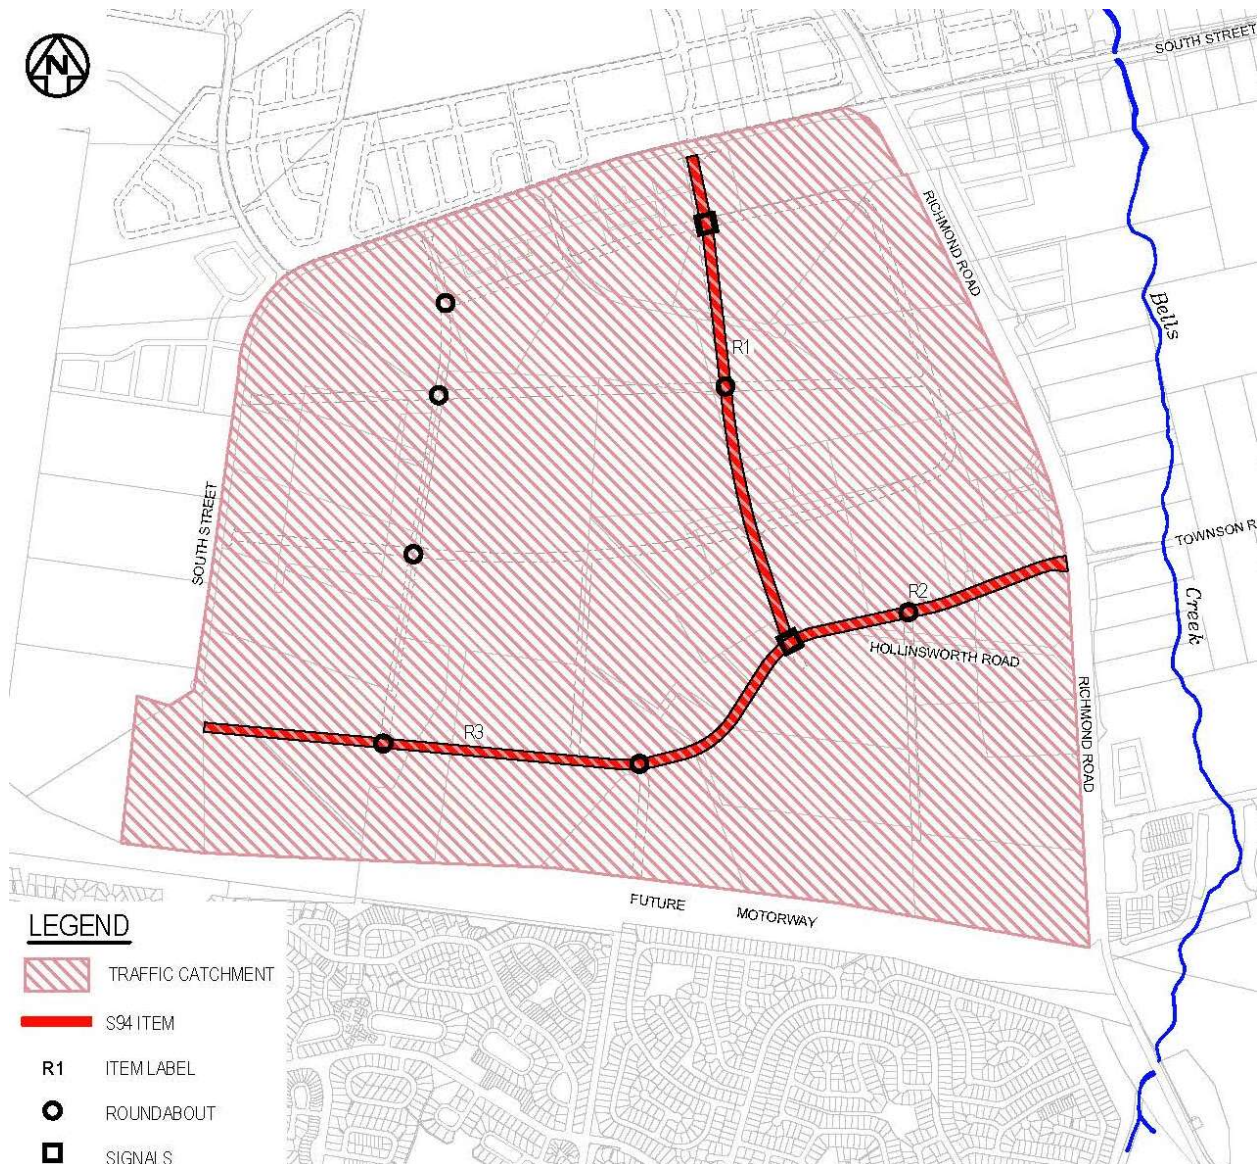 N
SOUTH STREET
RICHMOND ROAD
Bells
R1
SOUTH STREET
TOWNSON R
R2
Creek
HOLLINSWORTH ROAD
RICHMOND ROAD
R3
FUTURE MOTORWAY
LEGEND
TRAFFIC CATCHMENT
S94 ITEM
R1 ITEM LABEL
ROUNDABOUT
SIGNALS